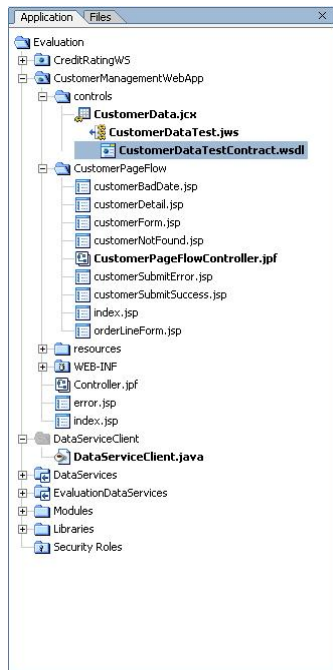 Application Files
Evaluation
CreditRatingWS
CustomerManagementWebApp
controls
CustomerData.jcx
CustomerDataTest.jws
CustomerDataTestContract.wsdl
CustomerPageFlow
customerBadDate.jsp
customerDetail.jsp
customerForm.jsp
customerNotFound.jsp
CustomerPageFlowController.jpf
customerSubmitError.jsp
customerSubmitSuccess.jsp
index.jsp
orderLineForm.jsp
resources
WEB-INF
Controller.jpf
error.jsp
index.jsp
DataServiceClient
DataServiceClient.java
DataServices
EvaluationDataServices
Modules
Libraries
Security Roles